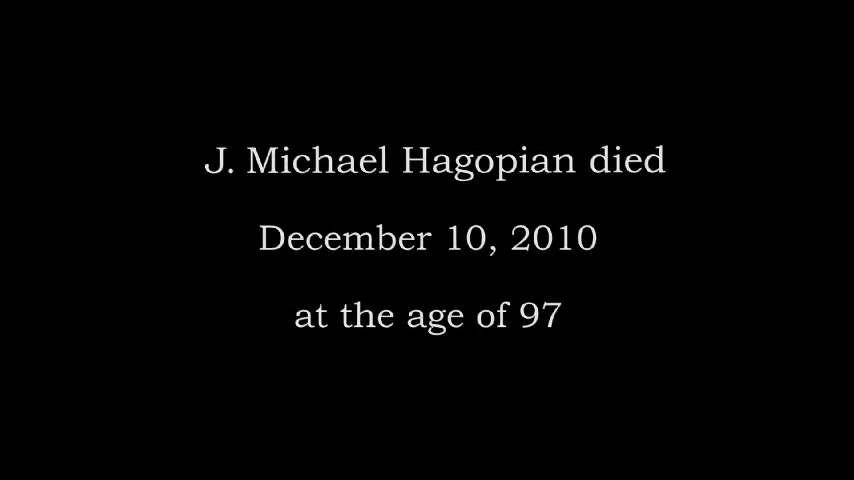 J. Michael Hagopian died
December 10, 2010
at the age of 97